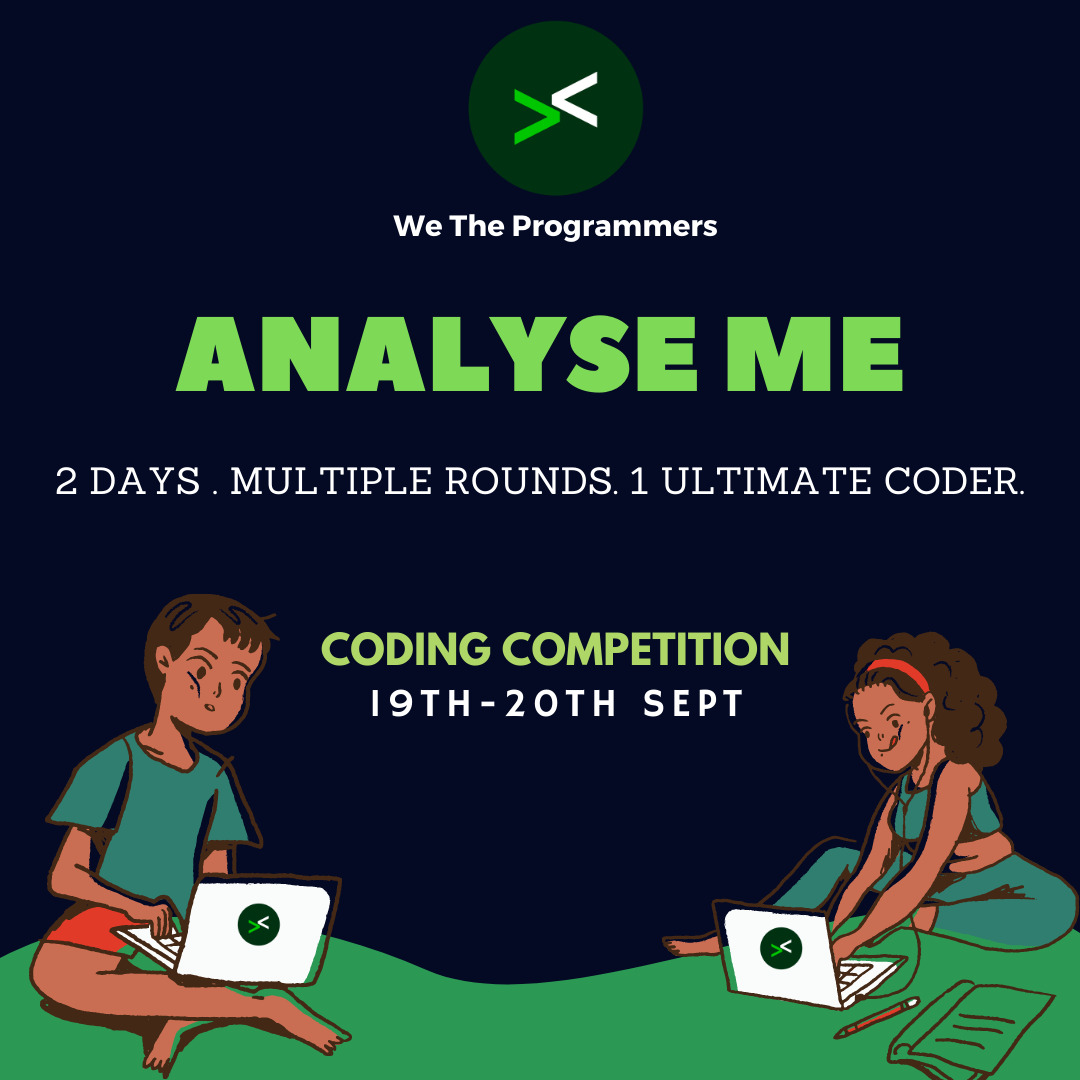 We The Programmers
ANALYSE ME
2 DAYS . MULTIPLE ROUNDS. 1 ULTIMATE CODER.
CODING COMPETITION
19TH-20TH SEPT